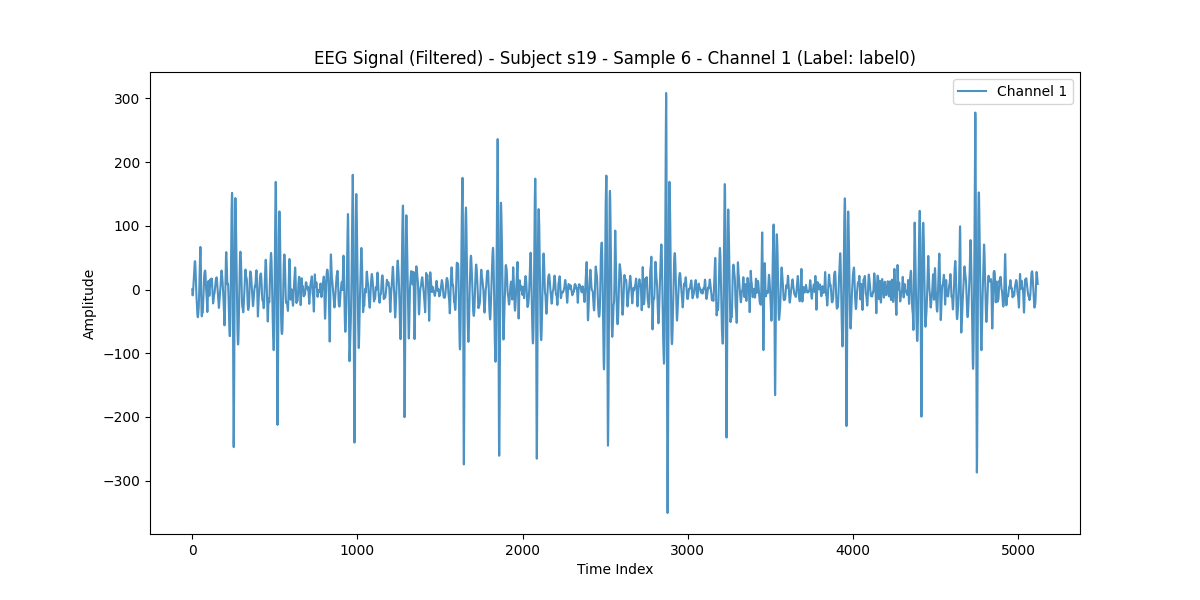 EEG Signal (Filtered) - Subject s19 - Sample 6 - Channel 1 (Label: label0)
Channel 1
300
200
100
0
−100
−200
−300
Amplitude
0 1000 2000 3000 4000 5000
Time Index